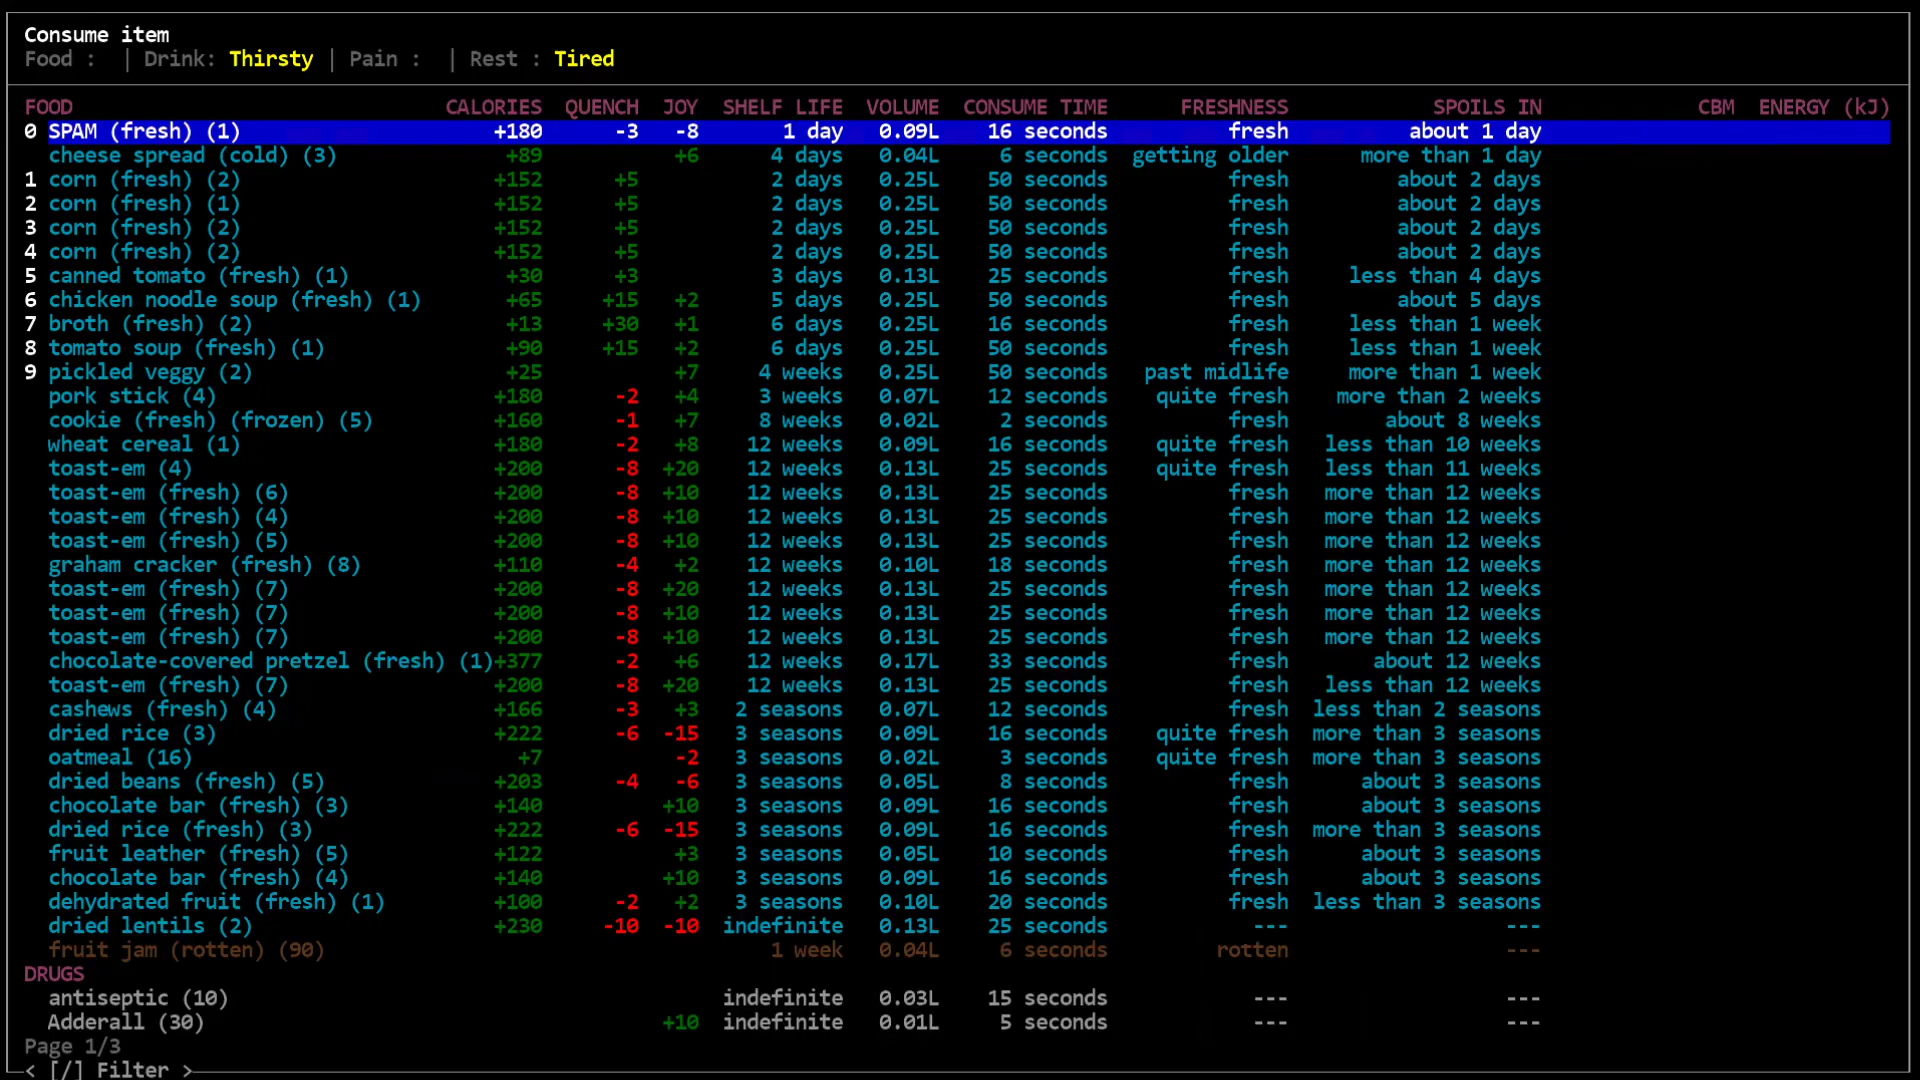 Consume item
Food :  | Drink: Thirsty | Pain :  | Rest : Tired
FOOD CALORIES QUENCH JOY SHELF LIFE VOLUME CONSUME TIME FRESHNESS SPOILS IN CBM ENERGY (kJ)
0 SPAM (fresh) (1) +180 -3 -8 1 day 0.09L 16 seconds fresh about 1 day
cheese spread (cold) (3) +89 +6 4 days 0.04L 6 seconds getting older more than 1 day
1 corn (fresh) (2) +152 +5 2 days 0.25L 50 seconds fresh about 2 days
2 corn (fresh) (1) +152 +5 2 days 0.25L 50 seconds fresh about 2 days
3 corn (fresh) (2) +152 +5 2 days 0.25L 50 seconds fresh about 2 days
4 corn (fresh) (2) +152 +5 2 days 0.25L 50 seconds fresh about 2 days
5 canned tomato (fresh) (1) +30 +3 3 days 0.13L 25 seconds fresh less than 4 days
6 chicken noodle soup (fresh) (1) +65 +15 +2 5 days 0.25L 50 seconds fresh about 5 days
7 broth (fresh) (2) +13 +30 +1 6 days 0.25L 16 seconds fresh less than 1 week
8 tomato soup (fresh) (1) +90 +15 +2 6 days 0.25L 50 seconds fresh less than 1 week
9 pickled veggy (2) +25 +7 4 weeks 0.25L 50 seconds past midlife more than 1 week
pork stick (4) +180 -2 +4 3 weeks 0.07L 12 seconds quite fresh more than 2 weeks
cookie (fresh) (frozen) (5) +160 -1 +7 8 weeks 0.02L 2 seconds fresh about 8 weeks
wheat cereal (1) +180 -2 +8 12 weeks 0.09L 16 seconds quite fresh less than 10 weeks
toast-em (4) +200 -8 +20 12 weeks 0.13L 25 seconds quite fresh less than 11 weeks
toast-em (fresh) (6) +200 -8 +10 12 weeks 0.13L 25 seconds fresh more than 12 weeks
toast-em (fresh) (4) +200 -8 +10 12 weeks 0.13L 25 seconds fresh more than 12 weeks
toast-em (fresh) (5) +200 -8 +10 12 weeks 0.13L 25 seconds fresh more than 12 weeks
graham cracker (fresh) (8) +110 -4 +2 12 weeks 0.10L 18 seconds fresh more than 12 weeks
toast-em (fresh) (7) +200 -8 +20 12 weeks 0.13L 25 seconds fresh more than 12 weeks
toast-em (fresh) (7) +200 -8 +10 12 weeks 0.13L 25 seconds fresh more than 12 weeks
toast-em (fresh) (7) +200 -8 +10 12 weeks 0.13L 25 seconds fresh more than 12 weeks
chocolate-covered pretzel (fresh) (1)+377 -2 +6 12 weeks 0.17L 33 seconds fresh about 12 weeks
toast-em (fresh) (7) +200 -8 +20 12 weeks 0.13L 25 seconds fresh less than 12 weeks
cashews (fresh) (4) +166 -3 +3 2 seasons 0.07L 12 seconds fresh less than 2 seasons
dried rice (3) +222 -6 -15 3 seasons 0.09L 16 seconds quite fresh more than 3 seasons
oatmeal (16) +7 -2 3 seasons 0.02L 3 seconds quite fresh more than 3 seasons
dried beans (fresh) (5) +203 -4 -6 3 seasons 0.05L 8 seconds fresh about 3 seasons
chocolate bar (fresh) (3) +140 +10 3 seasons 0.09L 16 seconds fresh about 3 seasons
dried rice (fresh) (3) +222 -6 -15 3 seasons 0.09L 16 seconds fresh more than 3 seasons
fruit leather (fresh) (5) +122 +3 3 seasons 0.05L 10 seconds fresh about 3 seasons
chocolate bar (fresh) (4) +140 +10 3 seasons 0.09L 16 seconds fresh about 3 seasons
dehydrated fruit (fresh) (1) +100 -2 +2 3 seasons 0.10L 20 seconds fresh less than 3 seasons
dried lentils (2) +230 -10 -10 indefinite 0.13L 25 seconds --- ---
fruit jam (rotten) (90) 1 week 0.04L 6 seconds rotten ---
DRUGS
antiseptic (10) indefinite 0.03L 15 seconds --- ---
Adderall (30) +10 indefinite 0.01L 5 seconds --- ---
Page 1/3
< [/] Filter >